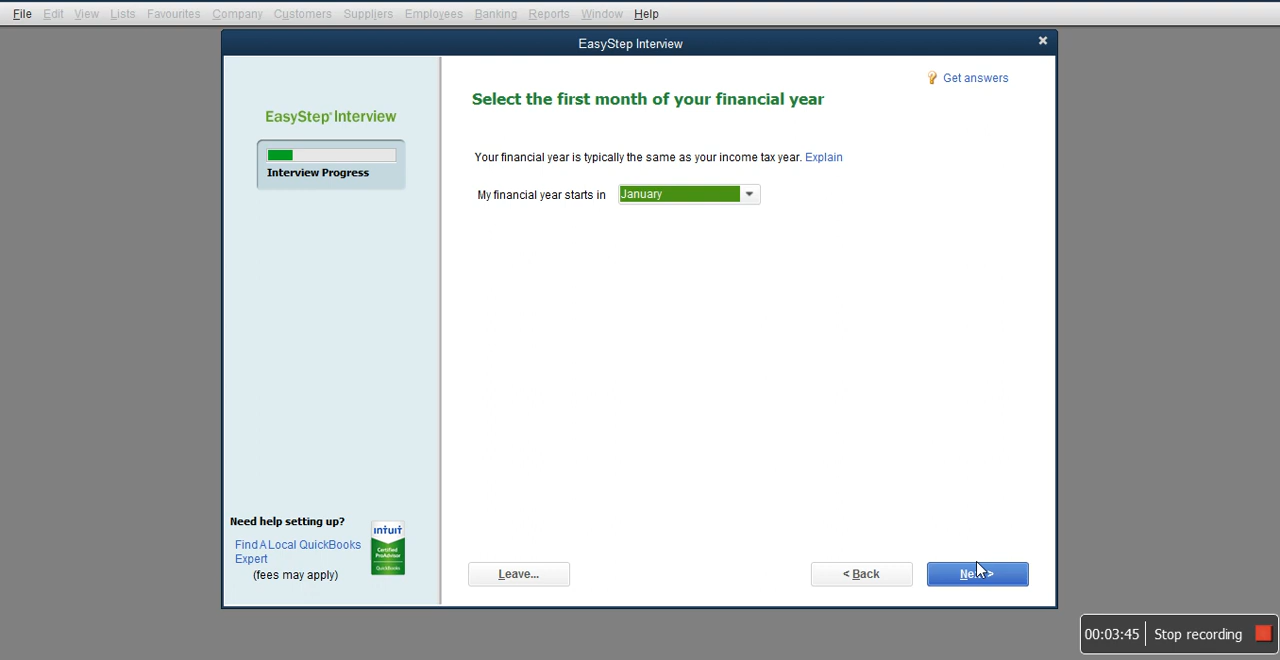 File Edit View Lists Favourites Company Customers Suppliers Employees Banking Reports Window Help
EasyStep Interview
Get answers
Select the first month of your financial year
EasyStep Interview
Interview Progress
Your financial year is typically the same as your income tax year. Explain
My financial year starts in January
Need help setting up?
Find A Local QuickBooks
Expert
(fees may apply)
intuit
Certified
ProAdvisor
QuickBooks
Leave...
< Back
Next >
00:03:45 Stop recording